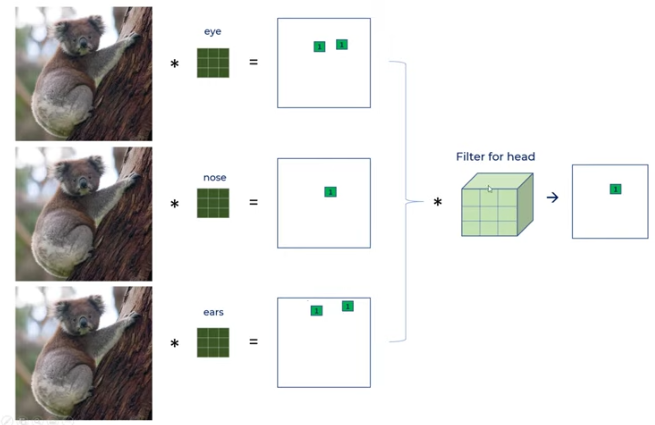 eye
* =
1 1
nose
* =
1
Filter for head
* →
1
ears
* =
1 1